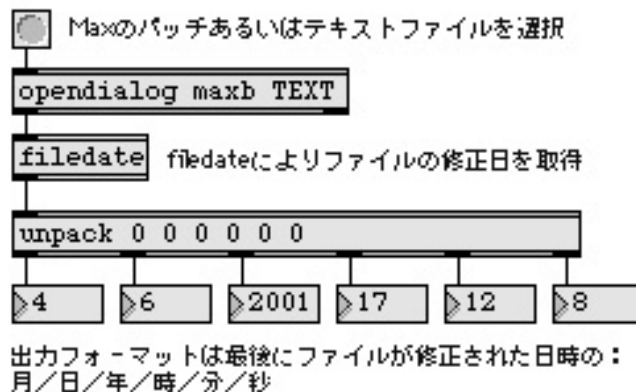 Maxのパッチあるいはテキストファイルを選択
opendialog maxb TEXT
filedate
filedateによりファイルの修正日を取得
unpack 0 0 0 0 0 0
4 6 2001 17 12 8
出力フォーマットは最後にファイルが修正された日時の：
月／日／年／時／分／秒